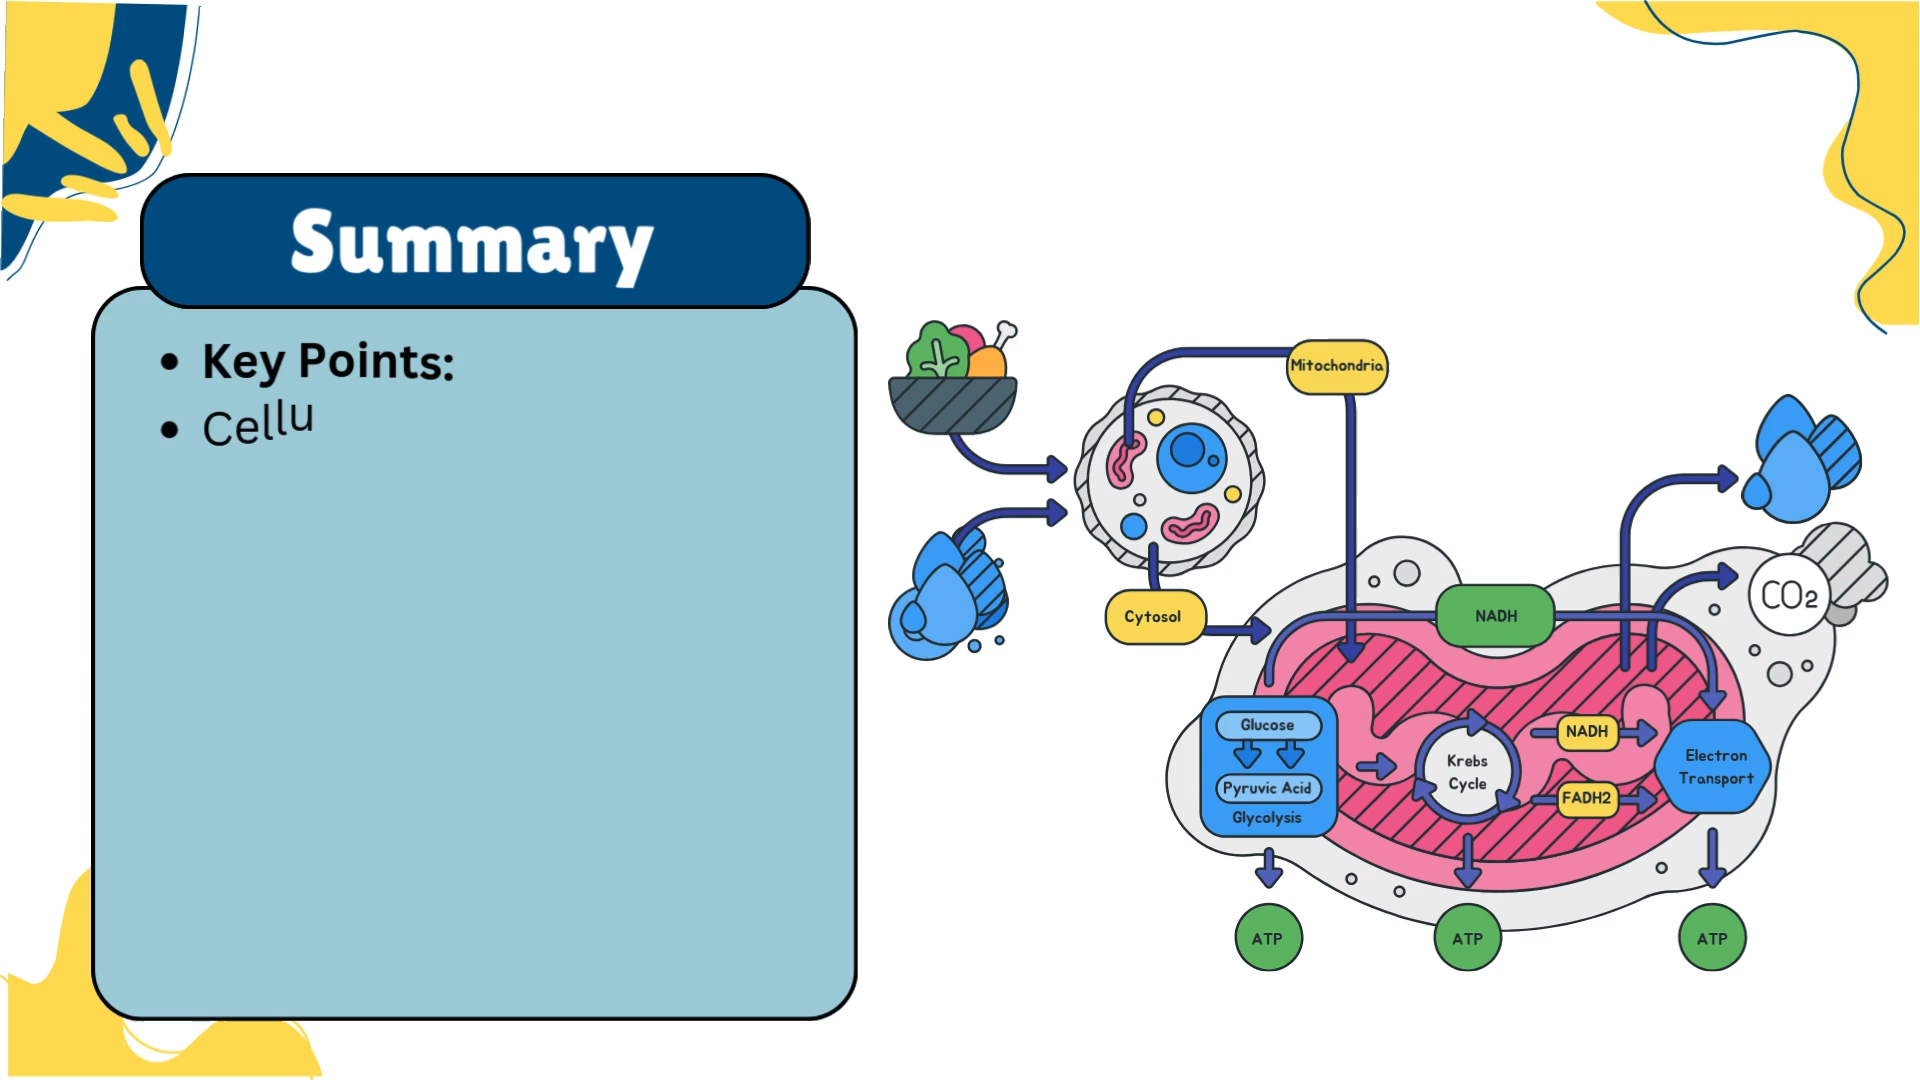 Summary
Key Points:
Cellu
Mitochondria
Cytosol
NADH
CO2
Glucose
Pyruvic Acid
Glycolysis
Krebs
Cycle
NADH
FADH2
Electron
Transport
ATP
ATP
ATP